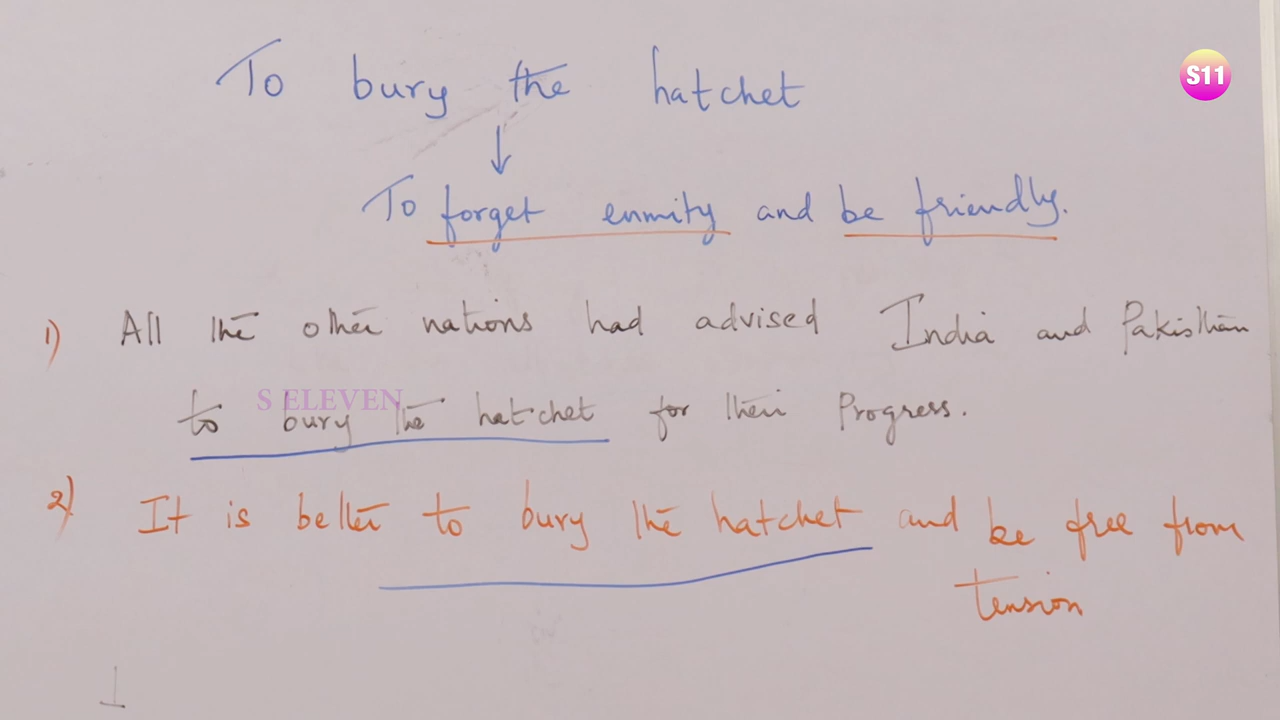 To bury the hatchet
S11
To forget enmity and be friendly.
1) All the other nations had advised India and Pakisthan
to bury the hatchet for their Progress.
S ELEVEN
2) It is better to bury the hatchet and be free from
tension
I